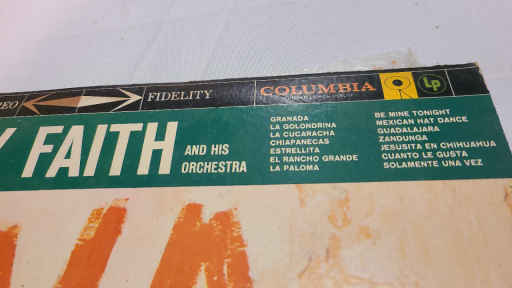 REO FIDELITY COLUMBIA LP
Y FAITH AND HIS
ORCHESTRA
GRANADA
LA GOLONDRINA
LA CUCARACHA
CHIAPANECAS
ESTRELLITA
EL RANCHO GRANDE
LA PALOMA
BE MINE TONIGHT
MEXICAN HAT DANCE
GUADALAJARA
ZANDUNGA
JESUSITA EN CHIHUAHUA
CUANTO LE GUSTA
SOLAMENTE UNA VEZ